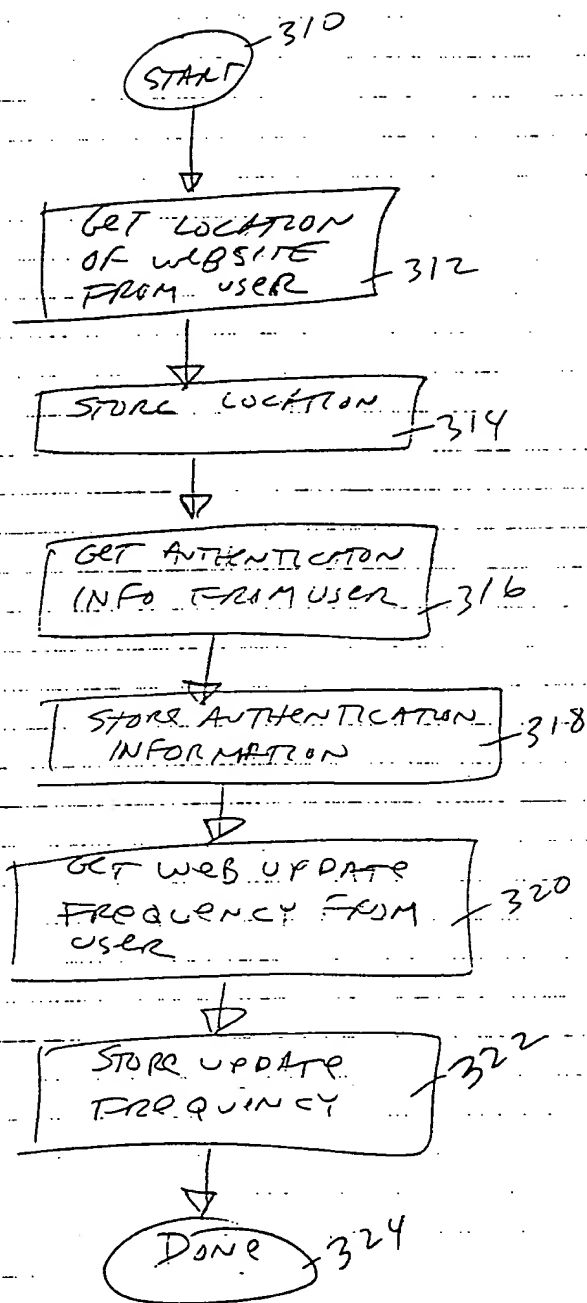 310
START
GET LOCATION
OF WEBSITE
FROM USER
312
STORE LOCATION
314
GET AUTHENTICATON
INFO FROM USER
316
STORE AUTHENTICATION
INFORMATION
318
GET WEB UPDATE
FREQUENCY FROM
USER
320
STORE UPDATE
FREQUENCY
322
DONE
324